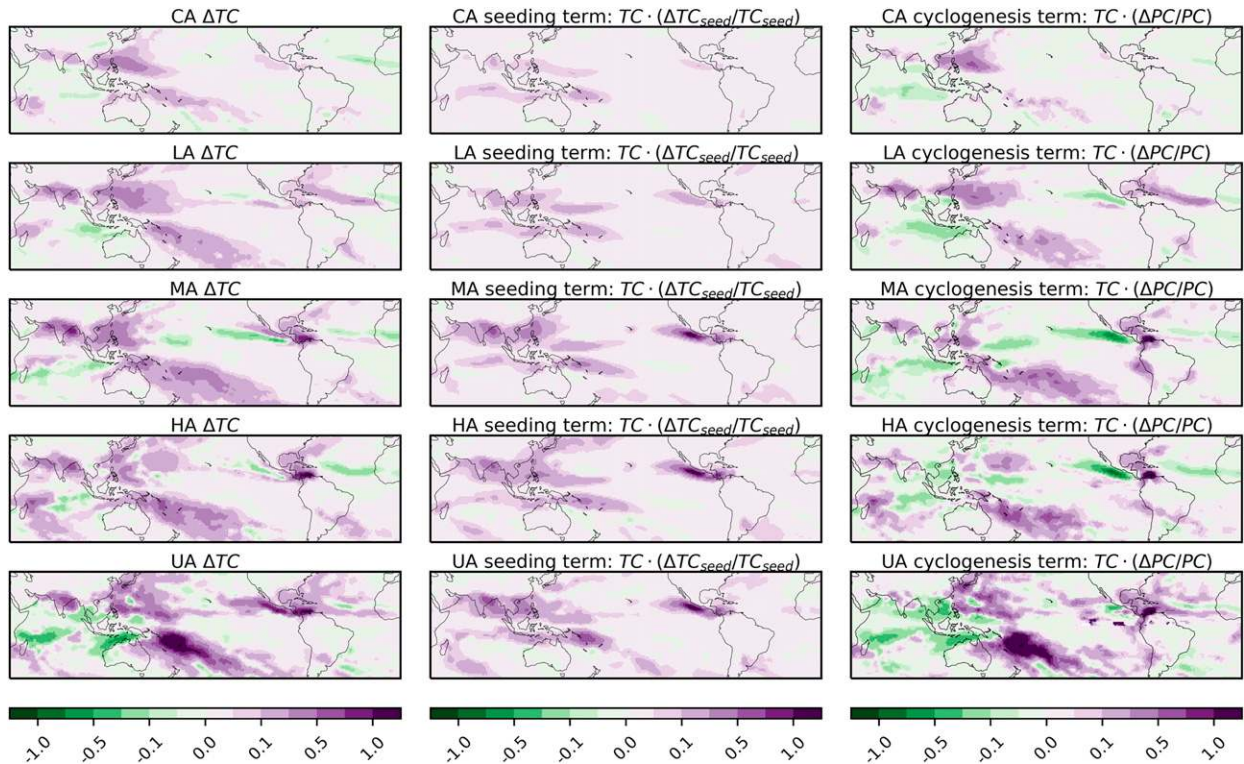 CA ΔTC
CA seeding term: TC · (ΔTC_seed/TC_seed)
CA cyclogenesis term: TC · (ΔPC/PC)
LA ΔTC
LA seeding term: TC · (ΔTC_seed/TC_seed)
LA cyclogenesis term: TC · (ΔPC/PC)
MA ΔTC
MA seeding term: TC · (ΔTC_seed/TC_seed)
MA cyclogenesis term: TC · (ΔPC/PC)
HA ΔTC
HA seeding term: TC · (ΔTC_seed/TC_seed)
HA cyclogenesis term: TC · (ΔPC/PC)
UA ΔTC
UA seeding term: TC · (ΔTC_seed/TC_seed)
UA cyclogenesis term: TC · (ΔPC/PC)
-1.0 -0.5 -0.1 0.0 0.1 0.5 1.0
-1.0 -0.5 -0.1 0.0 0.1 0.5 1.0
-1.0 -0.5 -0.1 0.0 0.1 0.5 1.0